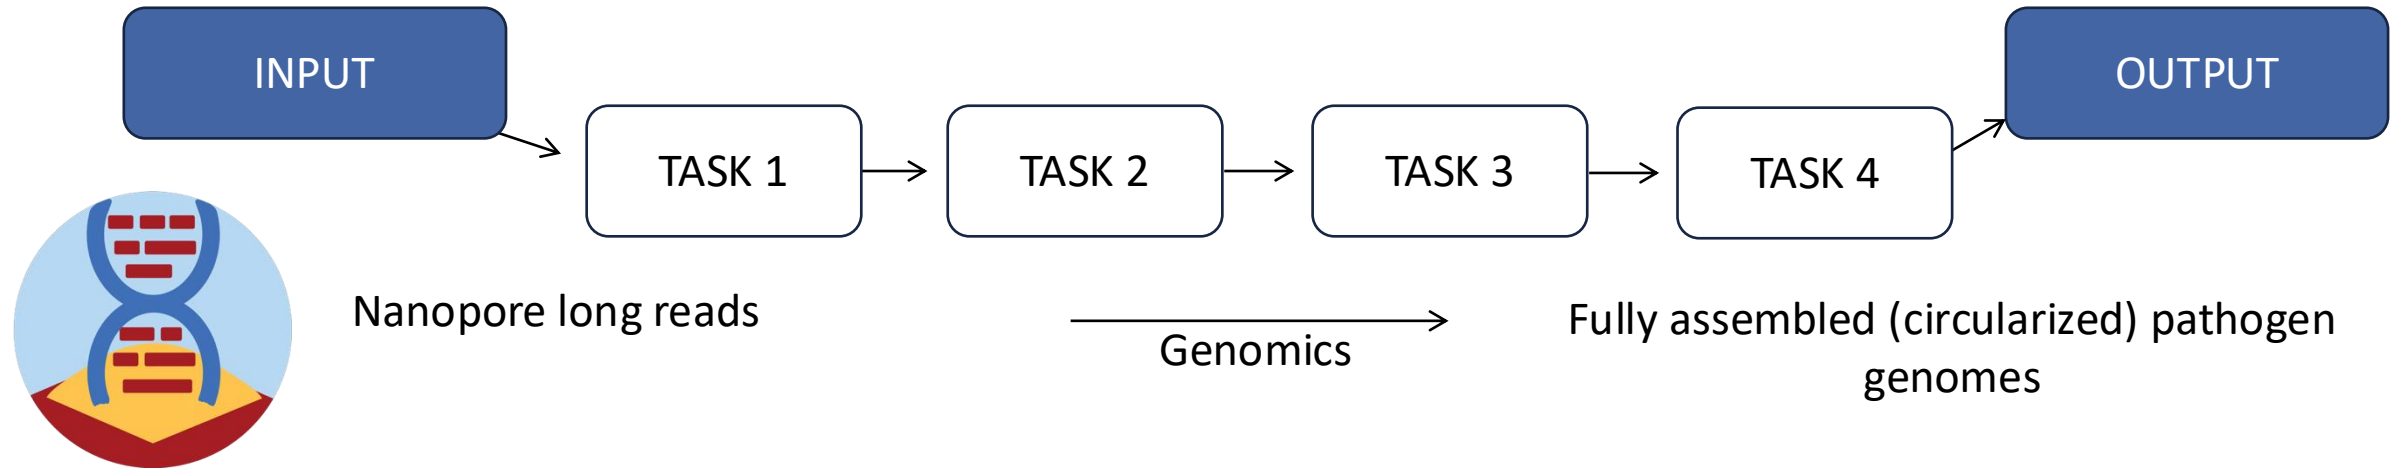 INPUT
OUTPUT
TASK 1
TASK 2
TASK 3
TASK 4
Nanopore long reads
Genomics
Fully assembled (circularized) pathogen
genomes